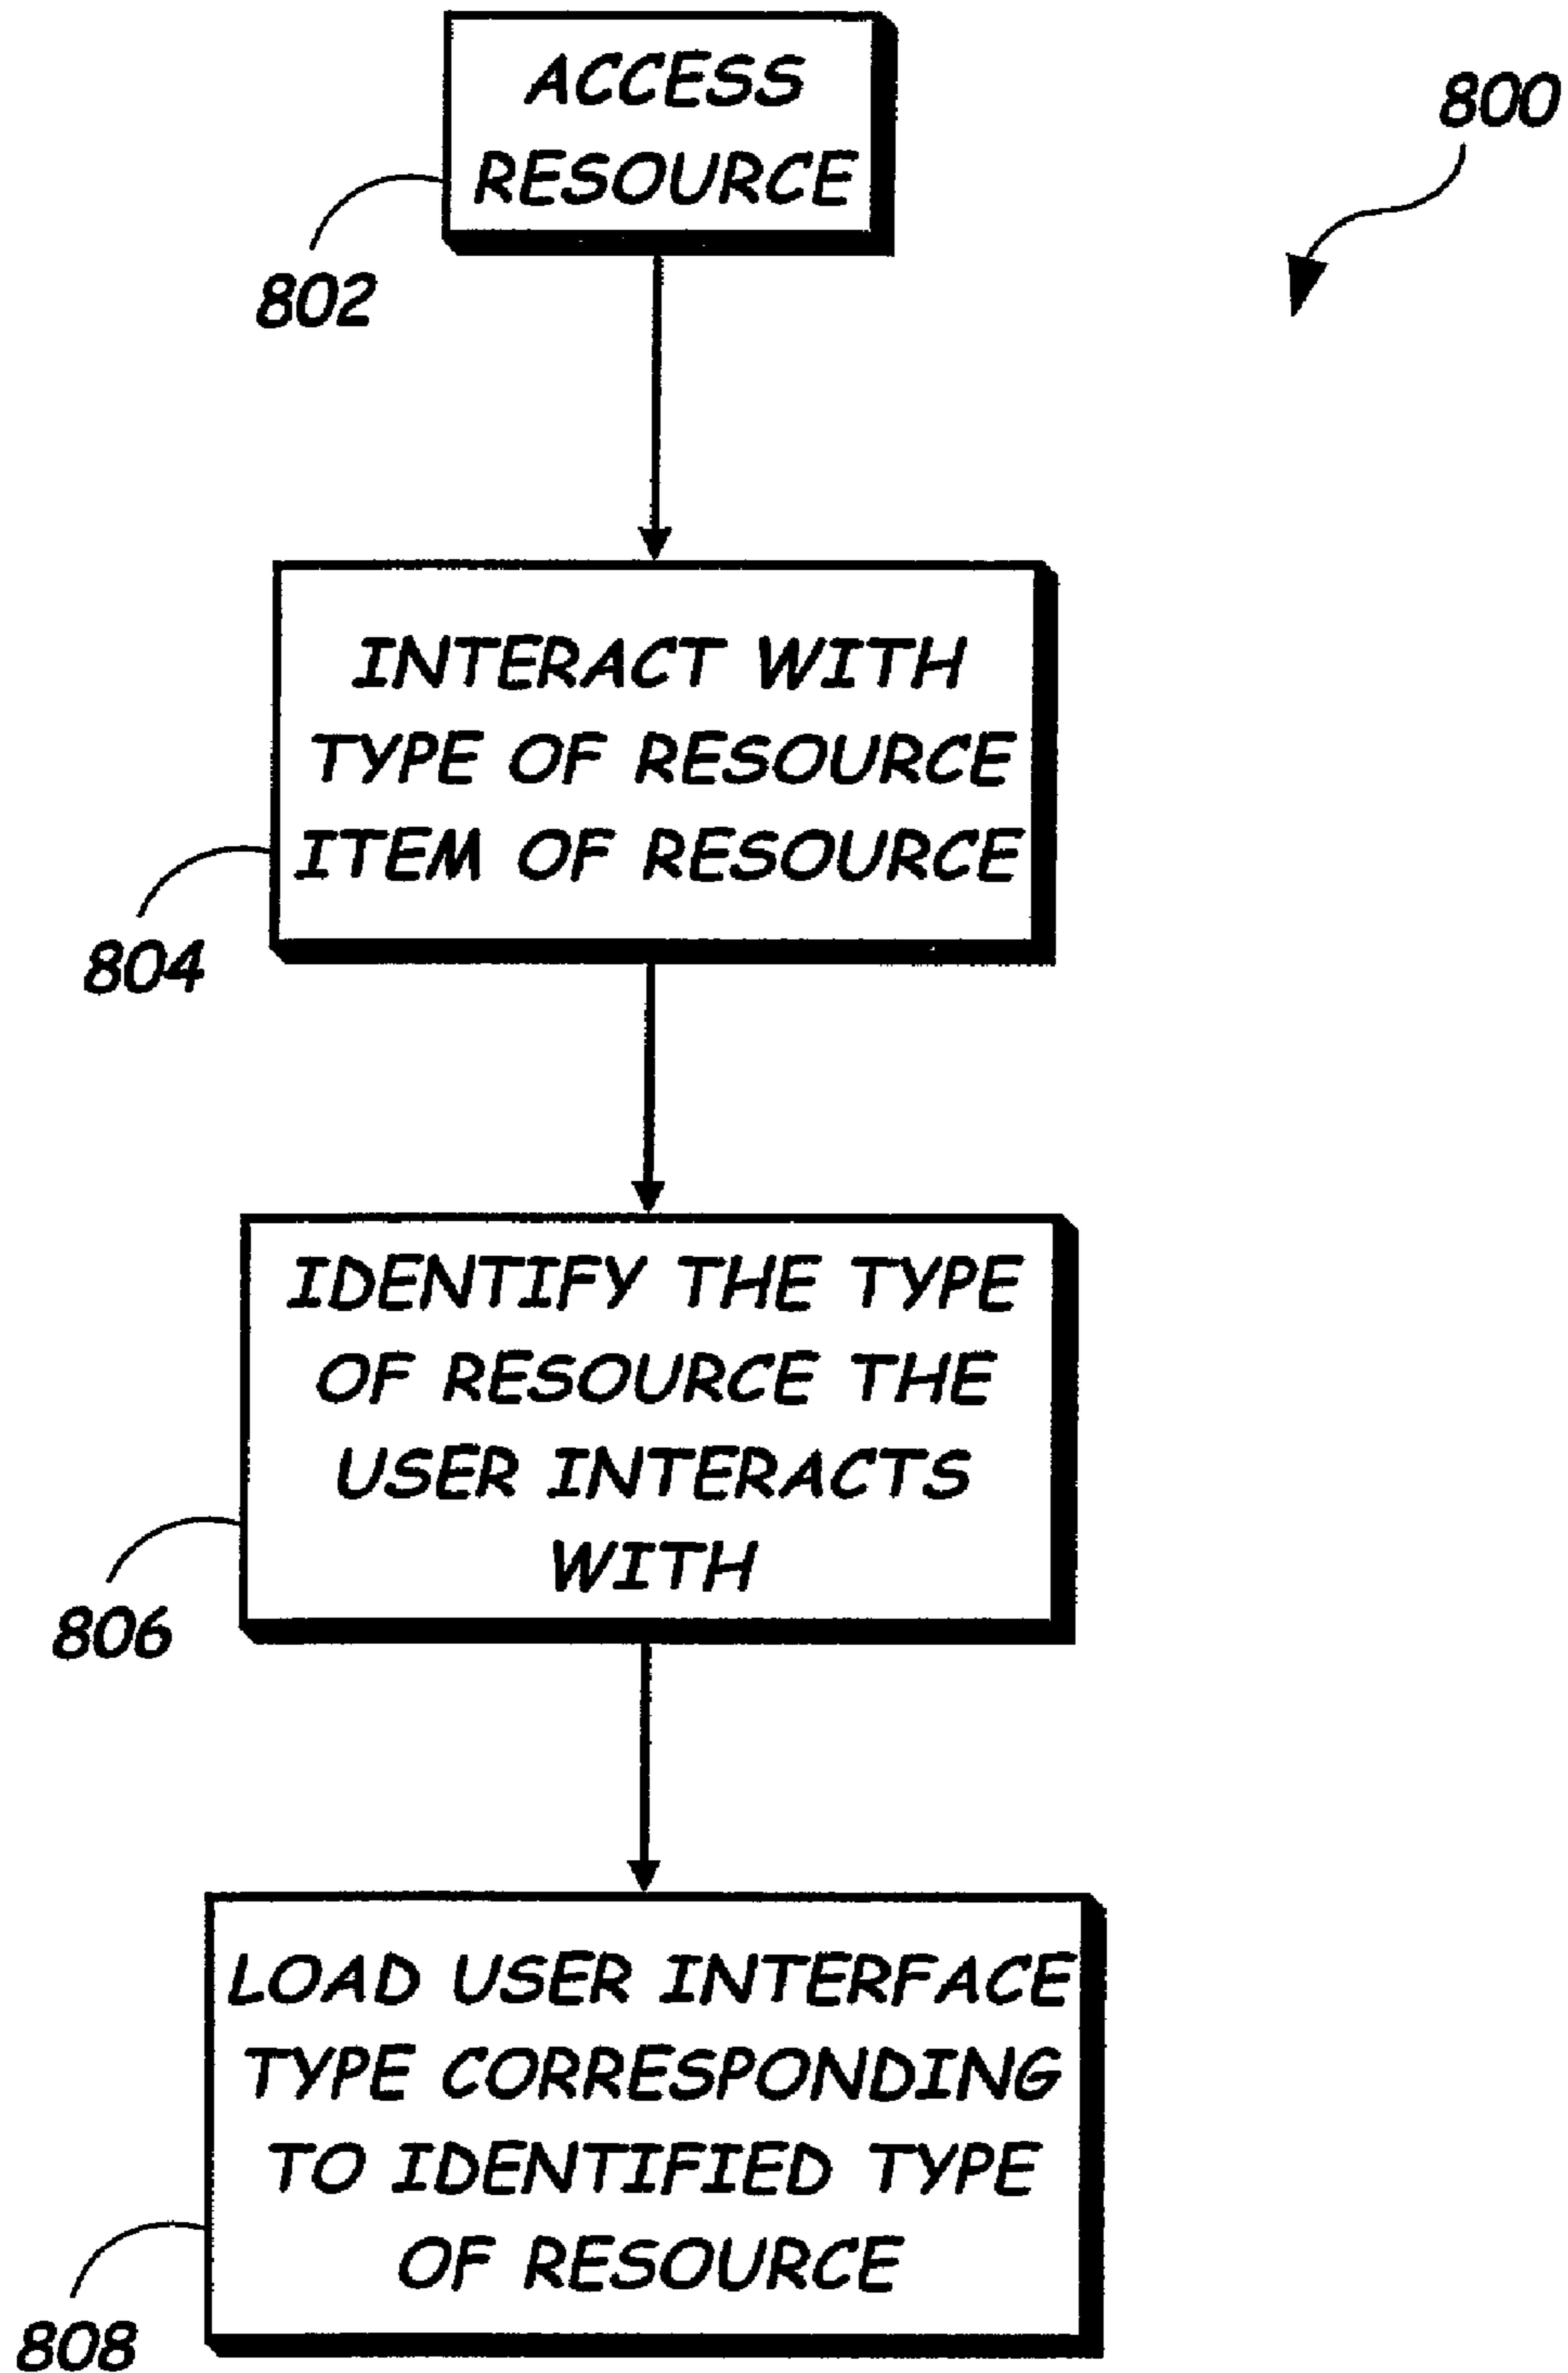 ACCESS
RESOURCE
800
802
INTERACT WITH
TYPE OF RESOURCE
ITEM OF RESOURCE
804
IDENTIFY THE TYPE
OF RESOURCE THE
USER INTERACTS
WITH
806
LOAD USER INTERFACE
TYPE CORRESPONDING
TO IDENTIFIED TYPE
OF RESOURCE
808